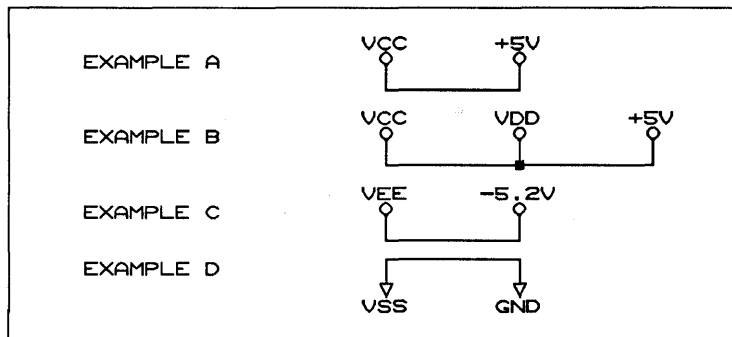 VCC +5V
EXAMPLE A
VCC VDD +5V
EXAMPLE B
VEE -5.2V
EXAMPLE C
EXAMPLE D
VSS GND